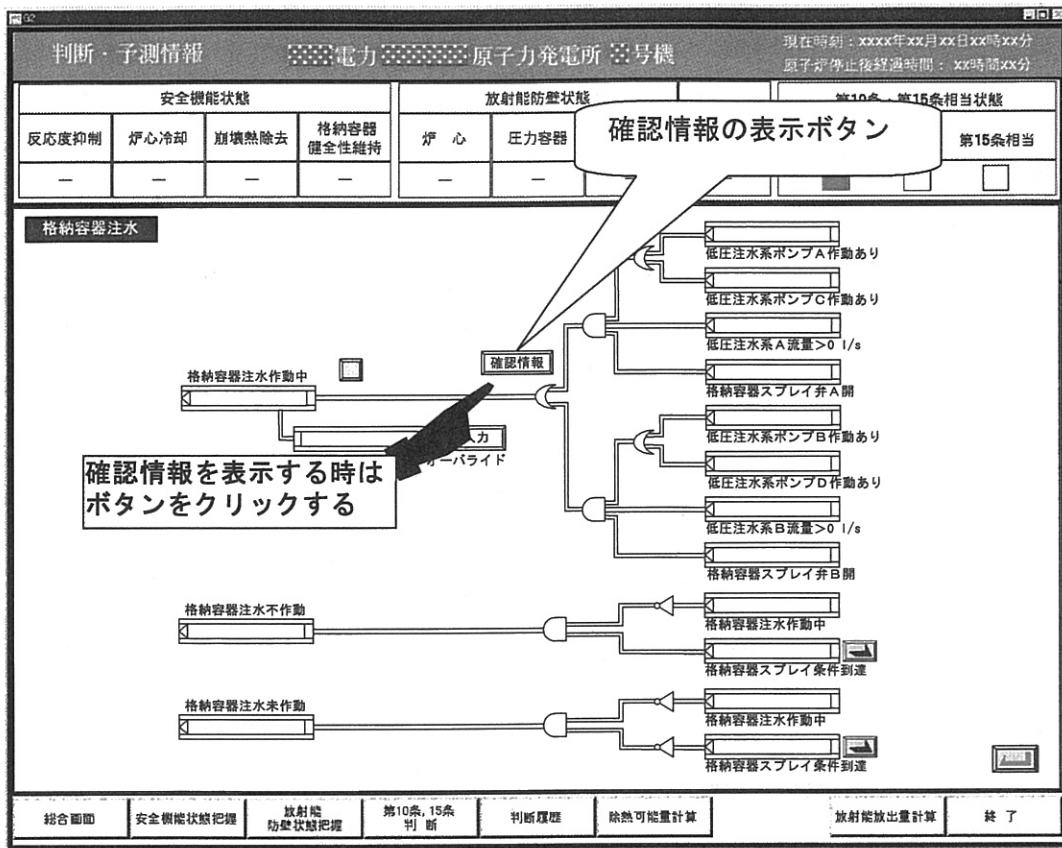 G2
判断・予測情報
電力
原子力発電所
号機
現在時刻：xxxx年xx月xx日xx時xx分
原子炉停止後経過時間： xx時間xx分
安全機能状態
放射能防壁状態
第10条・第15条相当状態
反応度抑制
炉心冷却
崩壊熱除去
格納容器
健全性維持
炉 心
圧力容器
第15条相当
—
—
—
—
—
—
確認情報の表示ボタン
格納容器注水
低圧注水系ポンプA作動あり
低圧注水系ポンプC作動あり
低圧注水系A流量>0 l/s
格納容器スプレイ弁A開
確認情報
格納容器注水作動中
入力
オーバライド
確認情報を表示する時は
ボタンをクリックする
低圧注水系ポンプB作動あり
低圧注水系ポンプD作動あり
低圧注水系B流量>0 l/s
格納容器スプレイ弁B開
格納容器注水不作動
格納容器注水作動中
格納容器スプレイ条件到達
格納容器注水未作動
格納容器注水作動中
格納容器スプレイ条件到達
総合画面
安全機能状態把握
放射能
防壁状態把握
第10条,15条
判 断
判断履歴
除熱可能量計算
放射能放出量計算
終 了